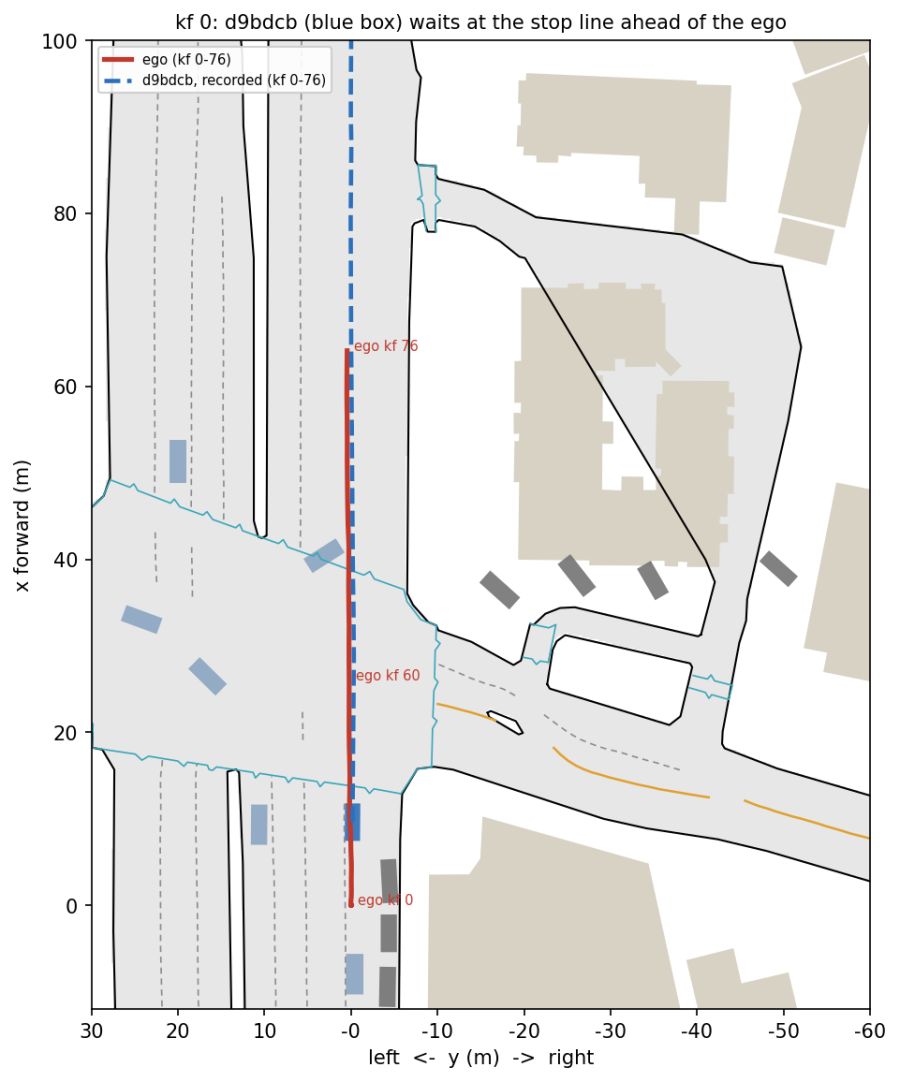 kf 0: d9bdcb (blue box) waits at the stop line ahead of the ego
100
80
60
40
20
0
x forward (m)
ego (kf 0-76)
d9bdcb, recorded (kf 0-76)
ego kf 76
ego kf 60
ego kf 0
30
20
10
-0
-10
-20
-30
-40
-50
-60
left <- y (m) -> right